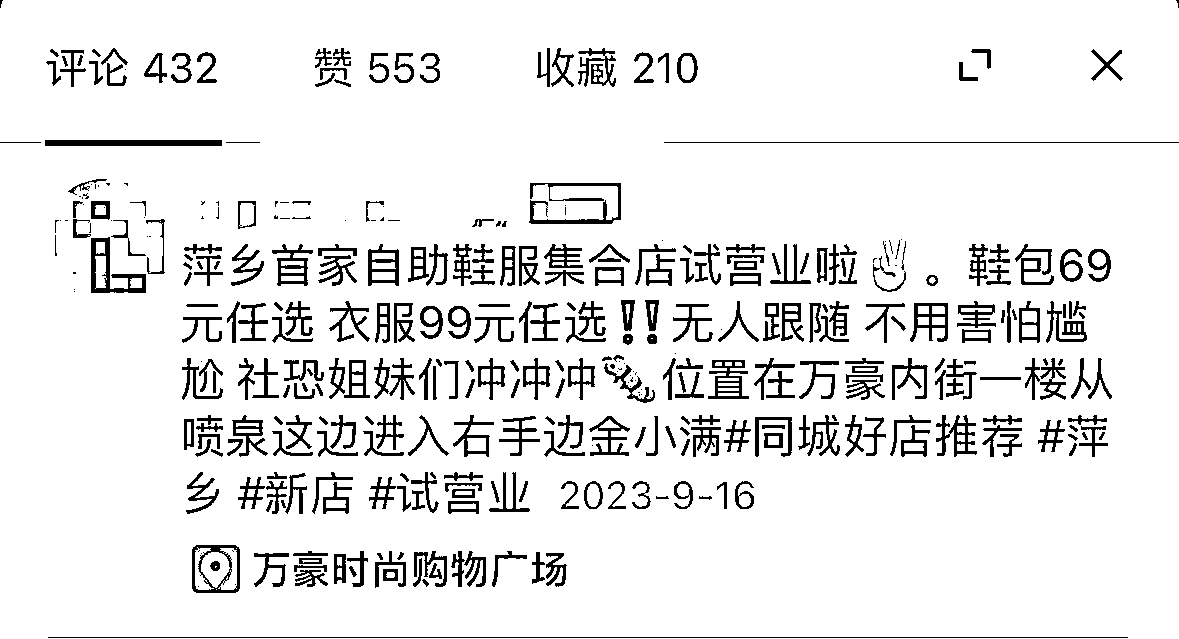 评论 432 赞 553 收藏 210
萍乡首家自助鞋服集合店试营业啦✌️。鞋包69
元任选 衣服99元任选‼️无人跟随 不用害怕尴
尬 社恐姐妹们冲冲冲🐛位置在万豪内街一楼从
喷泉这边进入右手边金小满#同城好店推荐 #萍
乡 #新店 #试营业 2023-9-16
万豪时尚购物广场